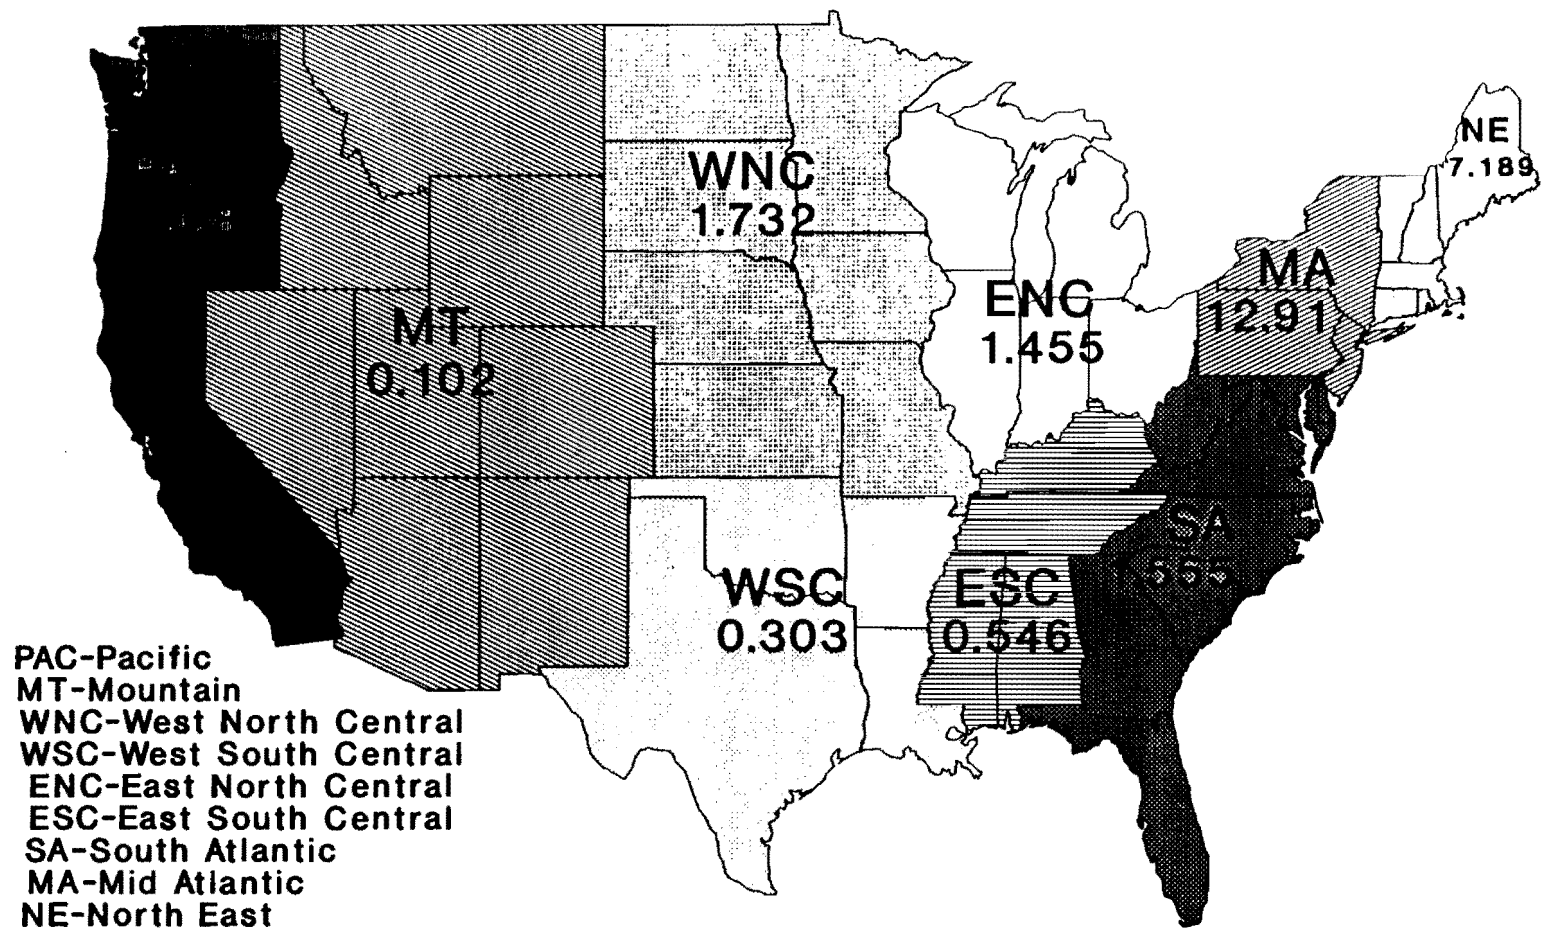 NE
7.189
WNC
1.732
MA
12.91
ENC
1.455
MT
0.102
SA
WSC
0.303
ESC
0.546
PAC-Pacific
MT-Mountain
WNC-West North Central
WSC-West South Central
ENC-East North Central
ESC-East South Central
SA-South Atlantic
MA-Mid Atlantic
NE-North East